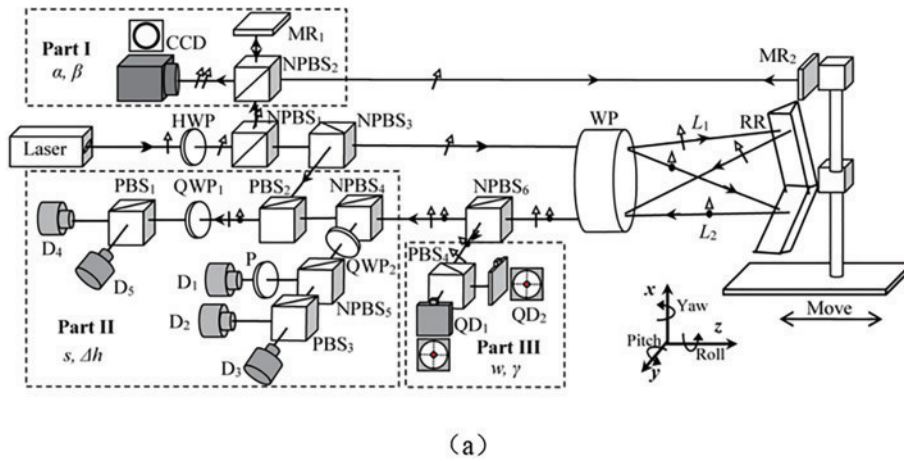 Part I
α, β
CCD
MR₁
NPBS₂
MR₂
HWP
NPBS₁
NPBS₃
WP
L₁
RR
Laser
PBS₁
QWP₁
PBS₂
NPBS₄
NPBS₆
L₂
D₄
D₅
D₁
P
QWP₂
PBS₄
NPBS₅
QD₁
QD₂
Part II
s, Δh
D₂
PBS₃
D₃
Part III
w, γ
x
Yaw
z
Pitch
Roll
y
Move
(a)